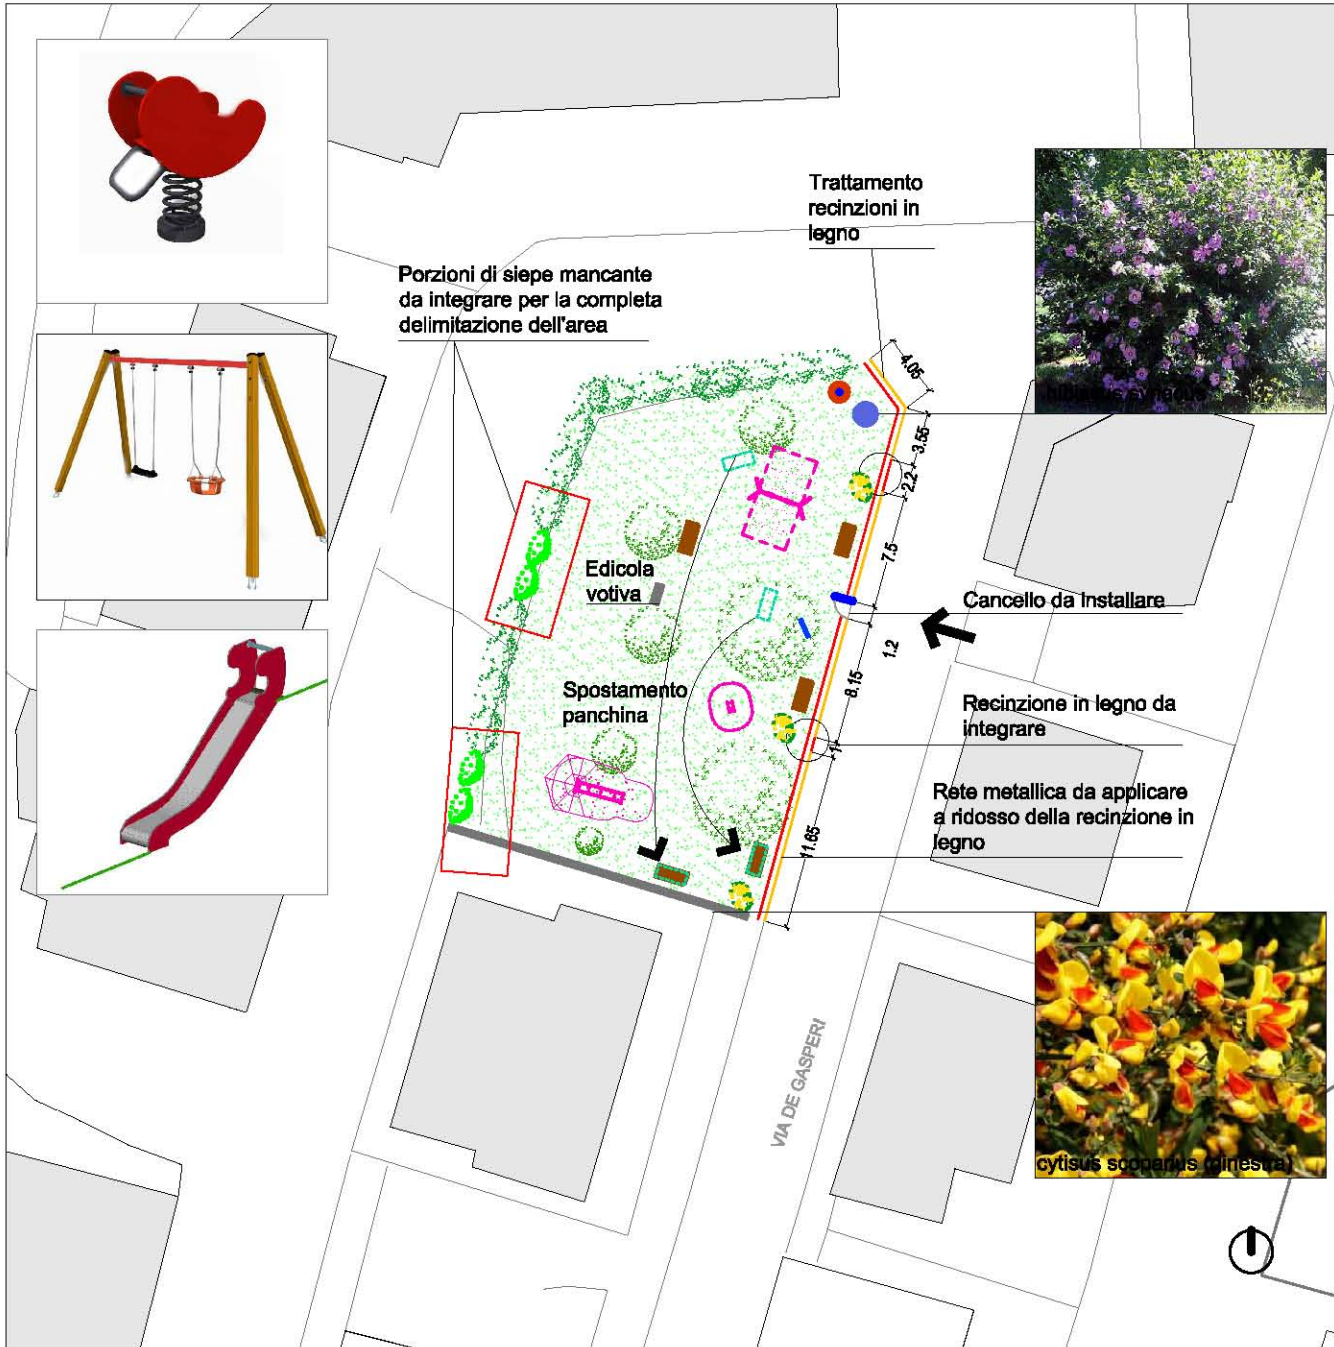 Trattamento
recinzioni in
legno
Porzioni di siepe mancante
da integrare per la completa
delimitazione dell'area
4.05
hibiscus syriacus
3.55
2.2
7.5
Edicola
votiva
Cancello da installare
1.2
8.15
Spostamento
panchina
Recinzione in legno da
integrare
1
Rete metallica da applicare
a ridosso della recinzione in
legno
11.65
VIA DE GASPERI
cytisus scoparius (ginestra)